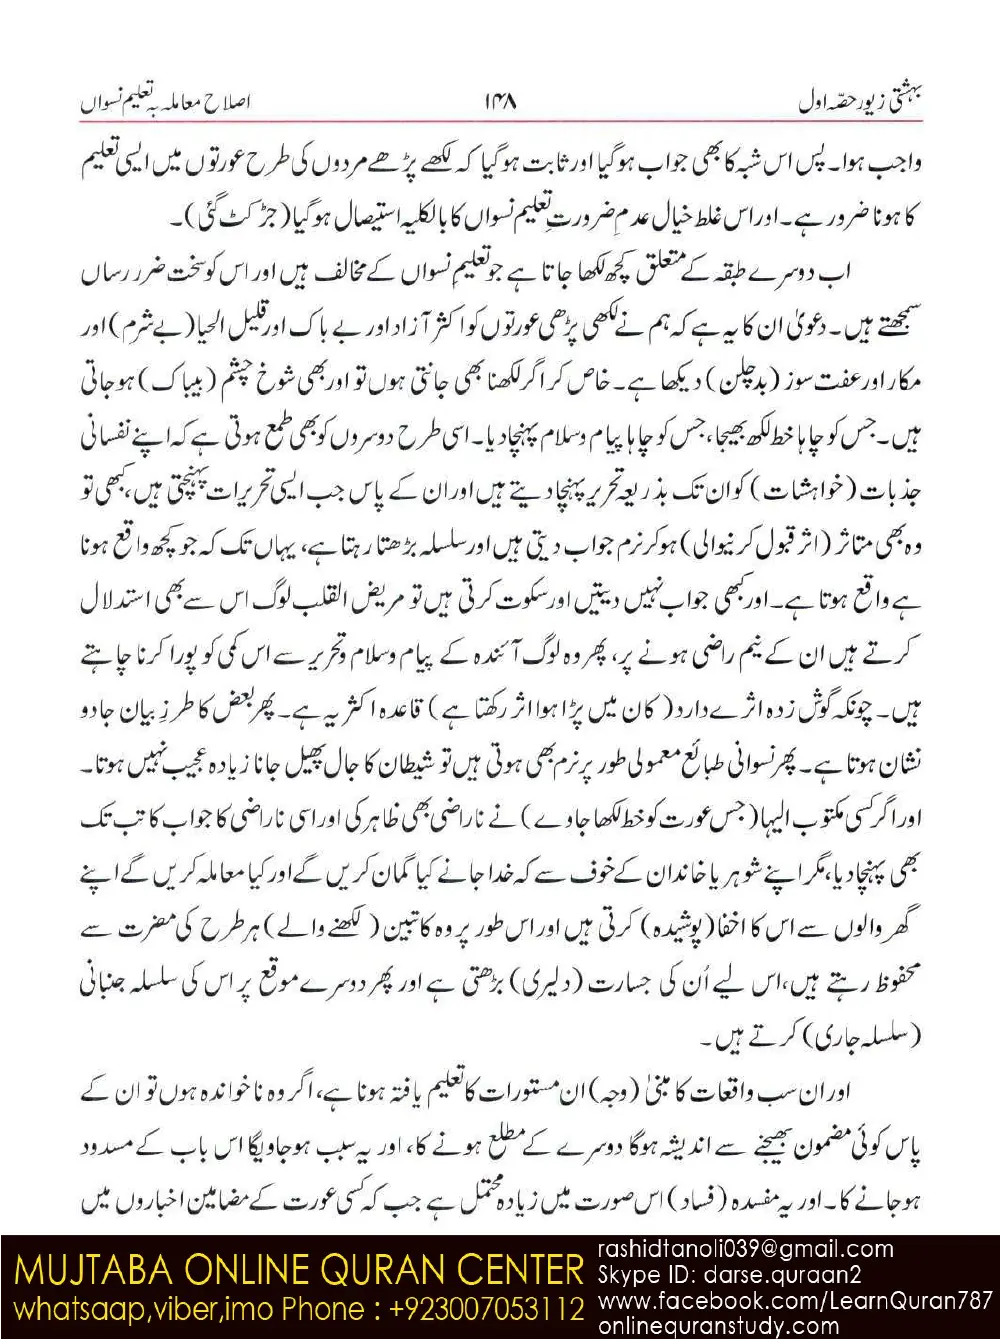 بہشتی زیور حصّہ اول ۱۴۸ اصلاح معاملہ بہ تعلیم نسواں
واجب ہوا۔ پس اس شبہ کا بھی جواب ہوگیا اور ثابت ہوگیا کہ لکھے پڑھے مردوں کی طرح عورتوں میں ایسی تعلیم
کا ہونا ضرور ہے۔ اور اس غلط خیال عدمِ ضرورتِ تعلیم نسواں کا بالکلیہ استیصال ہوگیا (جڑ کٹ گئی)۔
اب دوسرے طبقہ کے متعلق کچھ لکھا جاتا ہے جو تعلیمِ نسواں کے مخالف ہیں اور اس کو سخت ضرر رساں
سمجھتے ہیں۔ دعویٰ ان کا یہ ہے کہ ہم نے لکھی پڑھی عورتوں کو اکثر آزاد اور بے باک اور قلیل الحیا (بے شرم) اور
مکار اور عفت سوز (بدچلن) دیکھا ہے۔ خاص کر اگر لکھنا بھی جانتی ہوں تو اور بھی شوخ چشم (بیباک) ہوجاتی
ہیں۔ جس کو چاہا خط لکھ بھیجا، جس کو چاہا پیام وسلام پہنچا دیا۔ اسی طرح دوسروں کو بھی طمع ہوتی ہے کہ اپنے نفسانی
جذبات (خواہشات) کو ان تک بذریعہ تحریر پہنچا دیتے ہیں اور ان کے پاس جب ایسی تحریرات پہنچتی ہیں، کبھی تو
وہ بھی متاثر (اثر قبول کرنیوالی) ہوکر نرم جواب دیتی ہیں اور سلسلہ بڑھتا رہتا ہے، یہاں تک کہ جو کچھ واقع ہونا
ہے واقع ہوتا ہے۔ اور کبھی جواب نہیں دیتیں اور سکوت کرتی ہیں تو مریض القلب لوگ اس سے بھی استدلال
کرتے ہیں ان کے نیم راضی ہونے پر، پھر وہ لوگ آئندہ کے پیام وسلام وتحریر سے اس کمی کو پورا کرنا چاہتے
ہیں۔ چونکہ گوش زدہ اثرے دارد (کان میں پڑا ہوا اثر رکھتا ہے) قاعدہ اکثر یہ ہے۔ پھر بعض کا طرزِ بیان جادو
نشان ہوتا ہے۔ پھر نسوانی طبائع معمولی طور پر نرم بھی ہوتی ہیں تو شیطان کا جال پھیل جانا زیادہ عجیب نہیں ہوتا۔
اور اگر کسی مکتوب الیہا (جس عورت کو خط لکھا جاوے) نے ناراضی بھی ظاہر کی اور اسی ناراضی کا جواب کاتب تک
بھی پہنچا دیا، مگر اپنے شوہر یا خاندان کے خوف سے کہ خدا جانے کیا گمان کریں گے اور کیا معاملہ کریں گے اپنے
گھر والوں سے اس کا اخفا (پوشیدہ) کرتی ہیں اور اس طور پر وہ کاتبین (لکھنے والے) ہر طرح کی مضرت سے
محفوظ رہتے ہیں، اس لیے اُن کی جسارت (دلیری) بڑھتی ہے اور پھر دوسرے موقع پر اس کی سلسلہ جنبانی
(سلسلہ جاری) کرتے ہیں۔
اور ان سب واقعات کا مبنیٰ (وجہ) ان مستورات کا تعلیم یافتہ ہونا ہے، اگر وہ ناخواندہ ہوں تو ان کے
پاس کوئی مضمون بھیجنے سے اندیشہ ہوگا دوسرے کے مطلع ہونے کا، اور یہ سبب ہوجاویگا اس باب کے مسدود
ہوجانے کا۔ اور یہ مفسدہ (فساد) اس صورت میں زیادہ محتمل ہے جب کہ کسی عورت کے مضامین اخباروں میں
MUJTABA ONLINE QURAN CENTER
whatsaap,viber,imo Phone : +923007053112
rashidtanoli039@gmail.com
Skype ID: darse.quraan2
www.facebook.com/LearnQuran787
onlinequranstudy.com